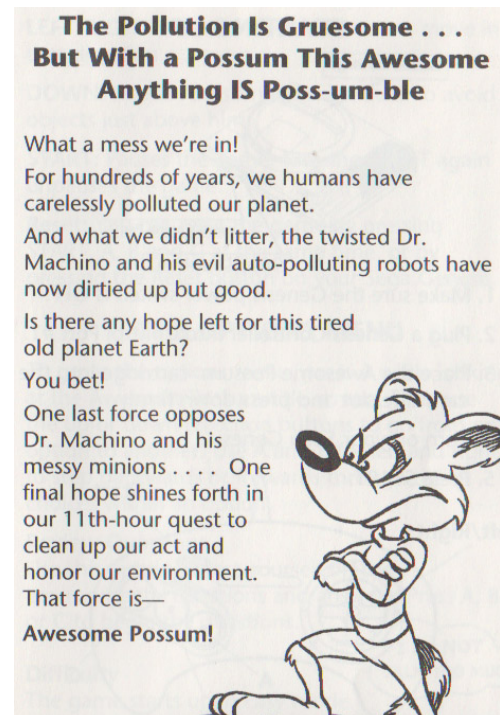 The Pollution Is Gruesome . . .
But With a Possum This Awesome
Anything IS Poss-um-ble
What a mess we're in!
For hundreds of years, we humans have
carelessly polluted our planet.
And what we didn't litter, the twisted Dr.
Machino and his evil auto-polluting robots have
now dirtied up but good.
Is there any hope left for this tired
old planet Earth?
You bet!
One last force opposes
Dr. Machino and his
messy minions . . . . One
final hope shines forth in
our 11th-hour quest to
clean up our act and
honor our environment.
That force is—
Awesome Possum!